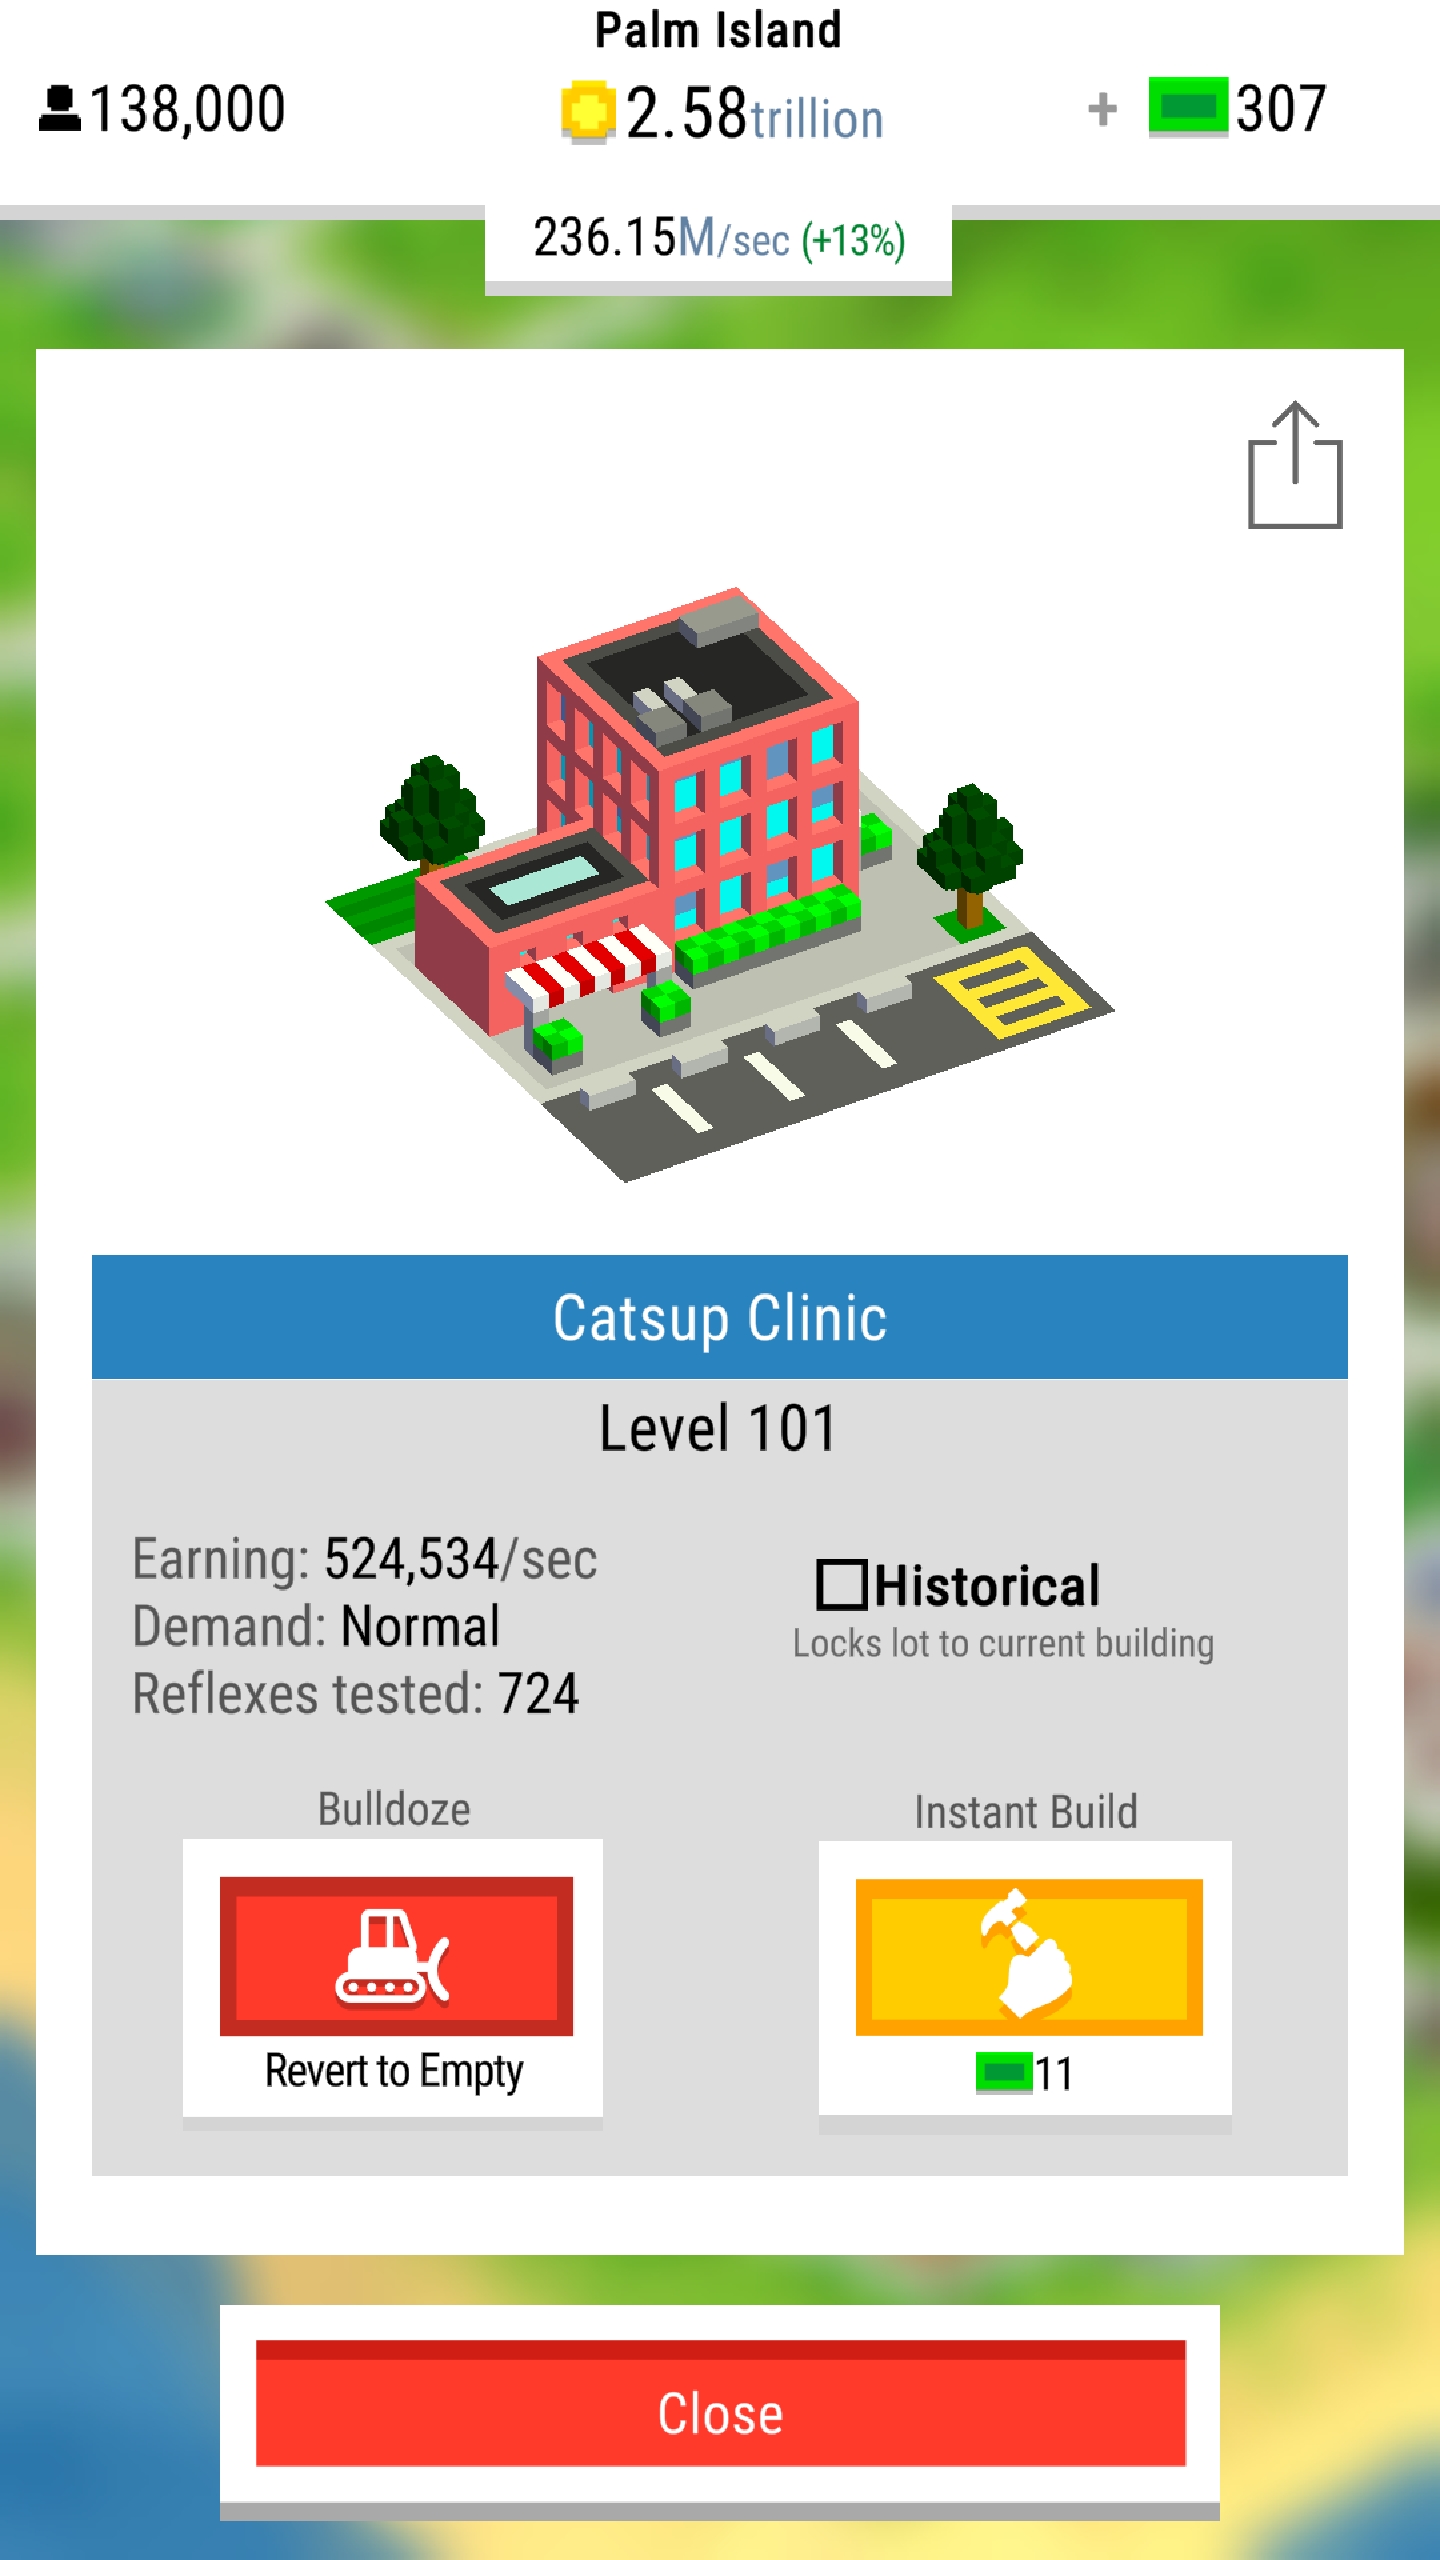 Palm Island
138,000
2.58trillion
+ 307
236.15M/sec (+13%)
Catsup Clinic
Level 101
Earning: 524,534/sec
Demand: Normal
Reflexes tested: 724
Historical
Locks lot to current building
Bulldoze
Revert to Empty
Instant Build
11
Close